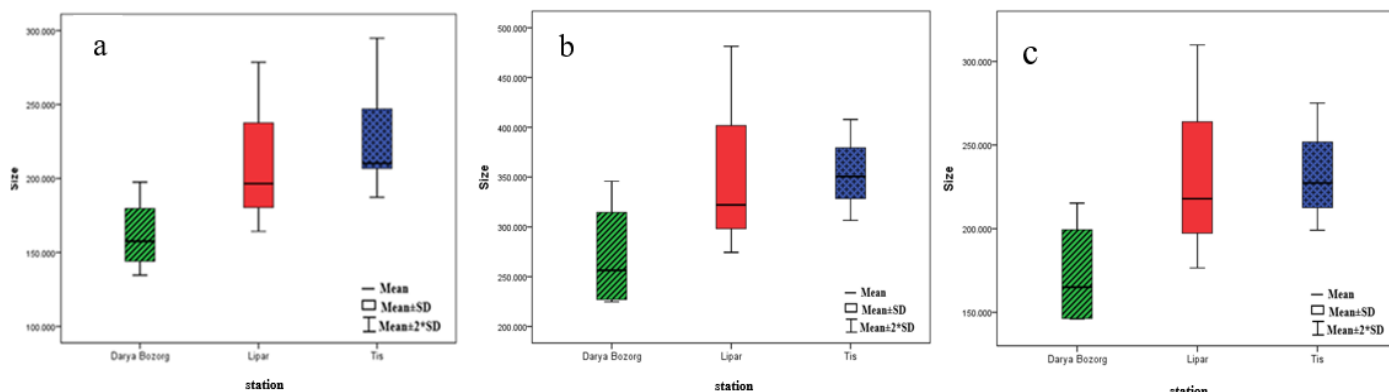 a
300.000
250.000
200.000
150.000
100.000
Size
Mean
Mean±SD
Mean±2*SD
Darya Bozorg Lipar Tis
station
b
500.000
450.000
400.000
350.000
300.000
250.000
200.000
Size
Mean
Mean±SD
Mean±2*SD
Darya Bozorg Lipar Tis
station
c
300.000
250.000
200.000
150.000
Size
Mean
Mean±SD
Mean±2*SD
Darya Bozorg Lipar Tis
station